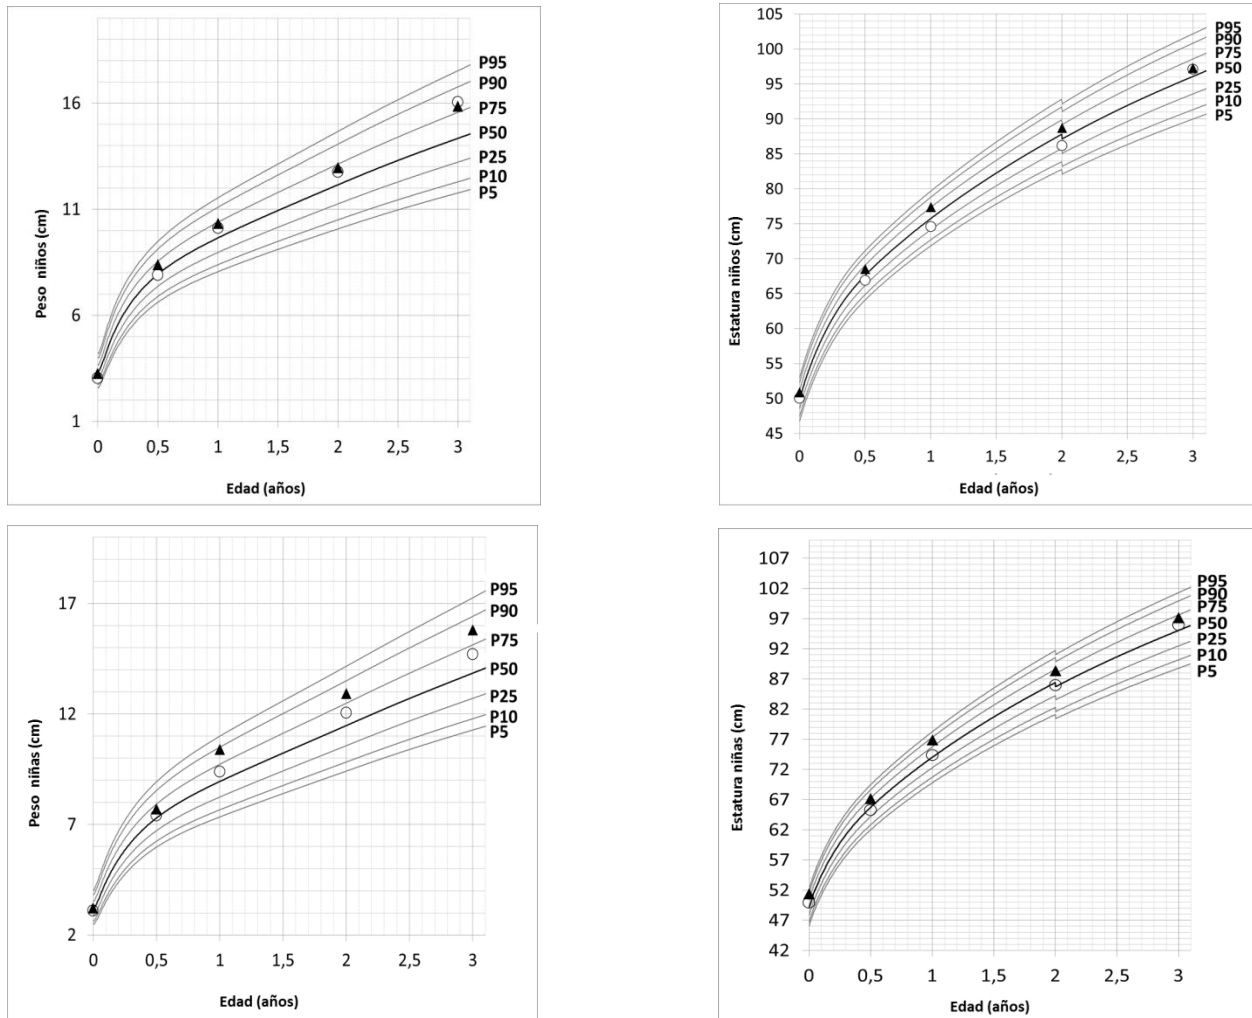 Peso niños (cm)
16
11
6
1
P95
P90
P75
P50
P25
P10
P5
0 0,5 1 1,5 2 2,5 3
Edad (años)
Estatura niños (cm)
105
100
95
90
85
80
75
70
65
60
55
50
45
P95
P90
P75
P50
P25
P10
P5
0 0,5 1 1,5 2 2,5 3
Edad (años)
Peso niñas (cm)
17
12
7
2
P95
P90
P75
P50
P25
P10
P5
0 0,5 1 1,5 2 2,5 3
Edad (años)
Estatura niñas (cm)
107
102
97
92
87
82
77
72
67
62
57
52
47
42
P95
P90
P75
P50
P25
P10
P5
0 0,5 1 1,5 2 2,5 3
Edad (años)